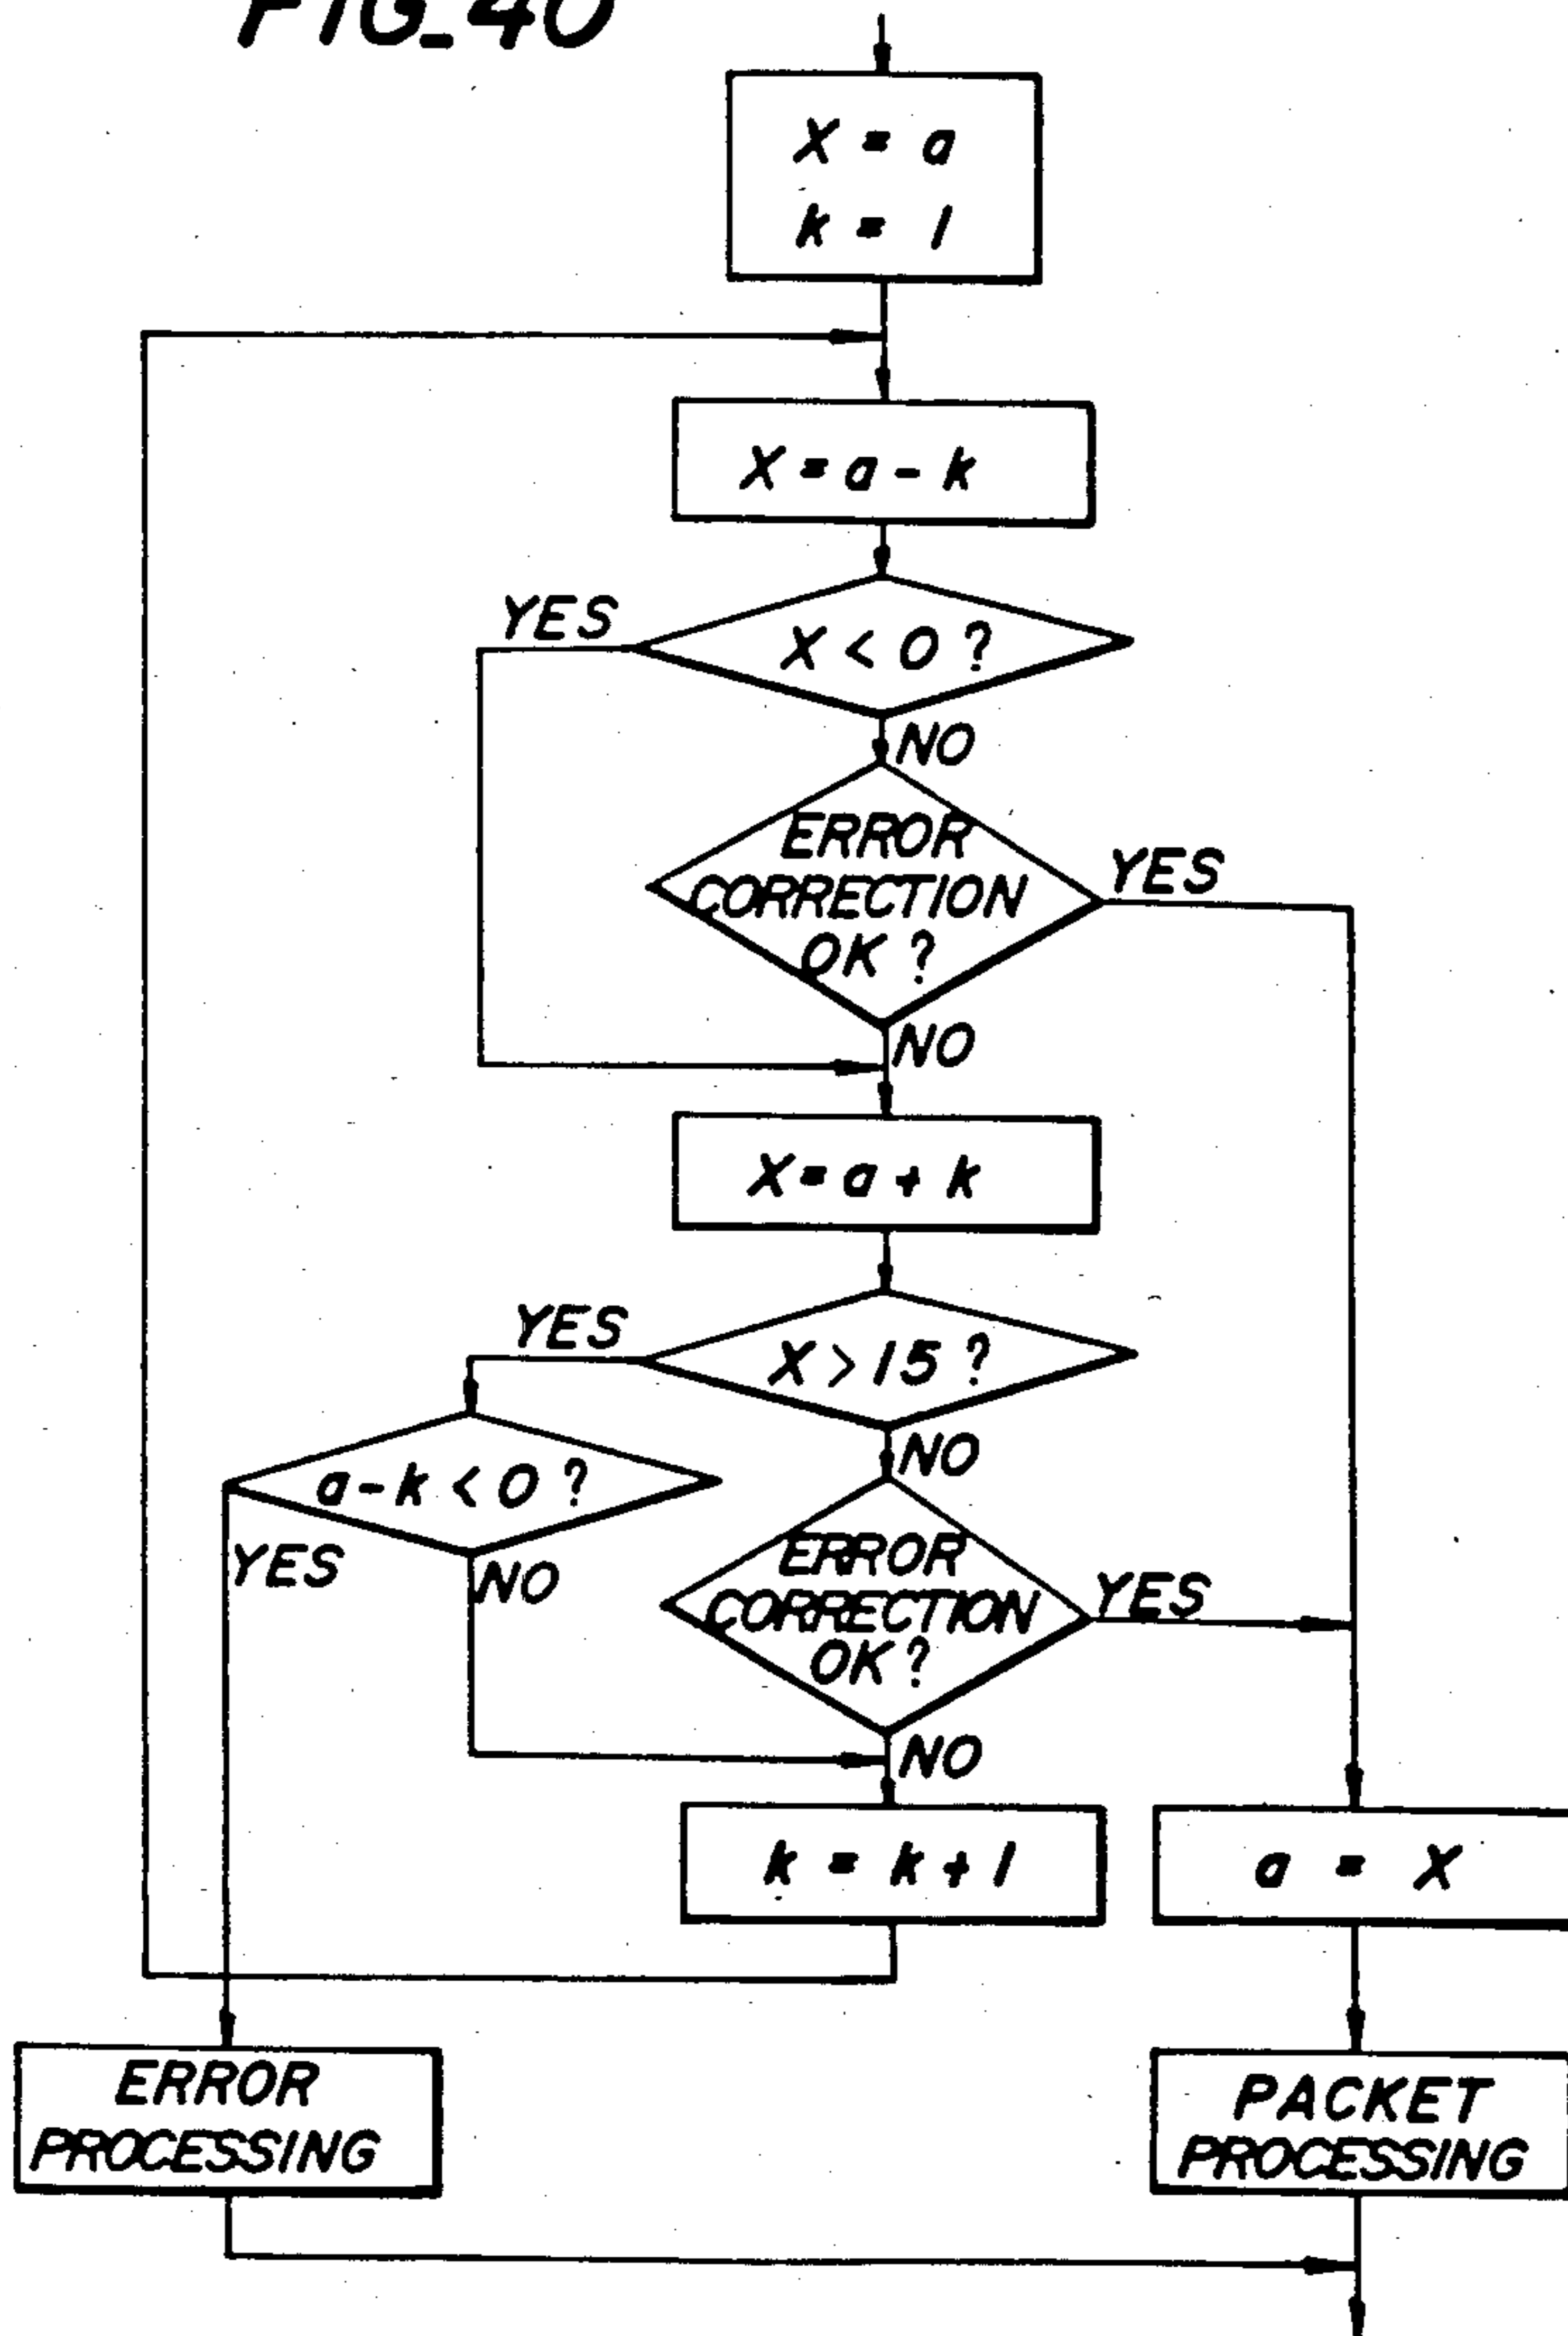 FIG_40
X = a
k = 1
X = a - k
YES
X < 0 ?
NO
ERROR
CORRECTION
OK ?
YES
NO
X = a + k
YES
X > 15 ?
NO
a - k < 0 ?
YES
NO
ERROR
CORRECTION
OK ?
YES
NO
k = k + 1
a = X
ERROR
PROCESSING
PACKET
PROCESSING